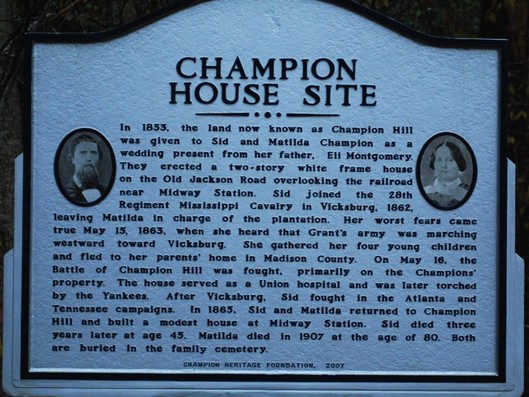 CHAMPION
HOUSE SITE
In 1853, the land now known as Champion Hill
was given to Sid and Matilda Champion as a
wedding present from her father, Eli Montgomery.
They erected a two-story white frame house
on the Old Jackson Road overlooking the railroad
near Midway Station. Sid joined the 28th
Regiment Mississippi Cavalry in Vicksburg, 1862,
leaving Matilda in charge of the plantation. Her worst fears came
true May 15, 1863, when she heard that Grant's army was marching
westward toward Vicksburg. She gathered her four young children
and fled to her parents' home in Madison County. On May 16, the
Battle of Champion Hill was fought, primarily on the Champions'
property. The house served as a Union hospital and was later torched
by the Yankees. After Vicksburg, Sid fought in the Atlanta and
Tennessee campaigns. In 1865, Sid and Matilda returned to Champion
Hill and built a modest house at Midway Station. Sid died three
years later at age 45. Matilda died in 1907 at the age of 80. Both
are buried in the family cemetery.
CHAMPION HERITAGE FOUNDATION, 2007